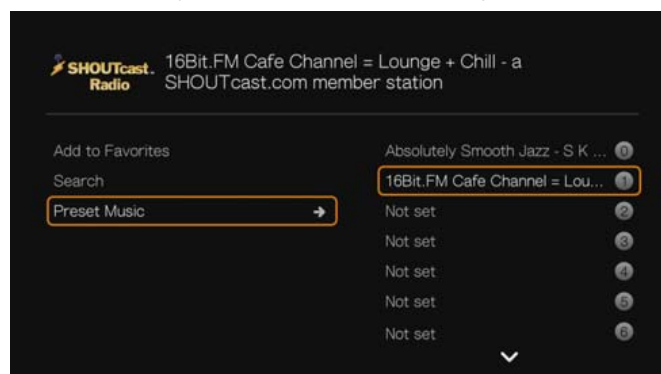 SHOUTcast. Radio
16Bit.FM Cafe Channel = Lounge + Chill - a
SHOUTcast.com member station
Add to Favorites
Search
Preset Music
Absolutely Smooth Jazz - S K ... 0
16Bit.FM Cafe Channel = Lou... 1
Not set 2
Not set 3
Not set 4
Not set 5
Not set 6